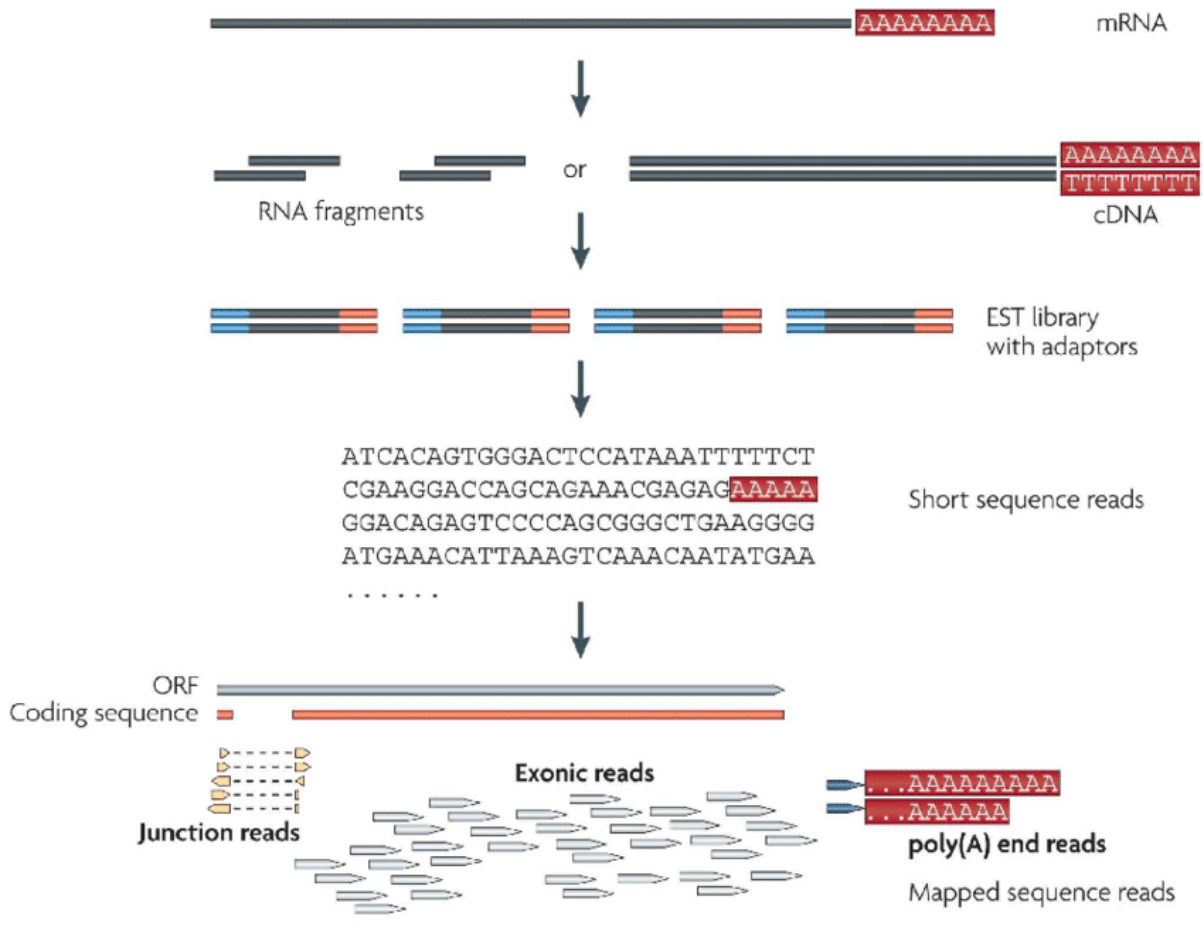 AAAAAAAA mRNA
AAAAAAAA
or
TTTTTTTT
RNA fragments
cDNA
EST library
with adaptors
ATCACAGTGGGACTCCATAAATTTTTCT
CGAAGGACCAGCAGAAACGAGAGAAAAA
Short sequence reads
GGACAGAGTCCCCAGCGGGCTGAAGGGG
ATGAAACATTAAAGTCAAACAATATGAA
......
ORF
Coding sequence
Exonic reads
...AAAAAAAAA
...AAAAAA
Junction reads
poly(A) end reads
Mapped sequence reads